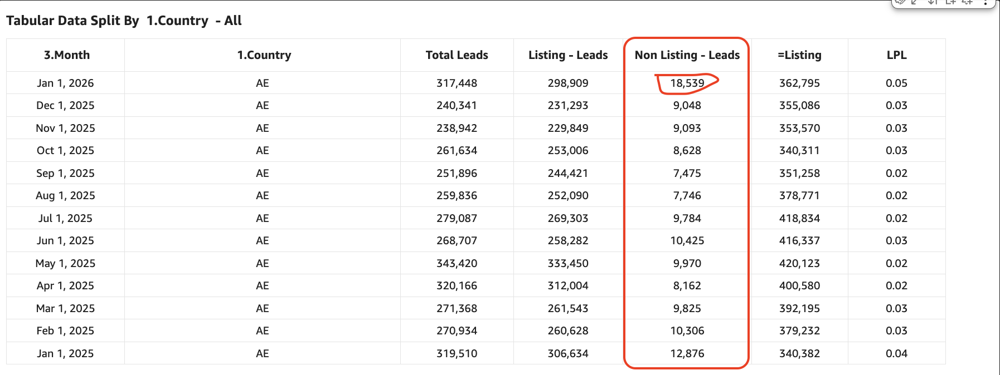 Tabular Data Split By 1.Country - All
3.Month 1.Country Total Leads Listing - Leads Non Listing - Leads =Listing LPL
Jan 1, 2026 AE 317,448 298,909 18,539 362,795 0.05
Dec 1, 2025 AE 240,341 231,293 9,048 355,086 0.03
Nov 1, 2025 AE 238,942 229,849 9,093 353,570 0.03
Oct 1, 2025 AE 261,634 253,006 8,628 340,311 0.03
Sep 1, 2025 AE 251,896 244,421 7,475 351,258 0.02
Aug 1, 2025 AE 259,836 252,090 7,746 378,771 0.02
Jul 1, 2025 AE 279,087 269,303 9,784 418,834 0.02
Jun 1, 2025 AE 268,707 258,282 10,425 416,337 0.03
May 1, 2025 AE 343,420 333,450 9,970 420,123 0.02
Apr 1, 2025 AE 320,166 312,004 8,162 400,580 0.02
Mar 1, 2025 AE 271,368 261,543 9,825 392,195 0.03
Feb 1, 2025 AE 270,934 260,628 10,306 379,232 0.03
Jan 1, 2025 AE 319,510 306,634 12,876 340,382 0.04